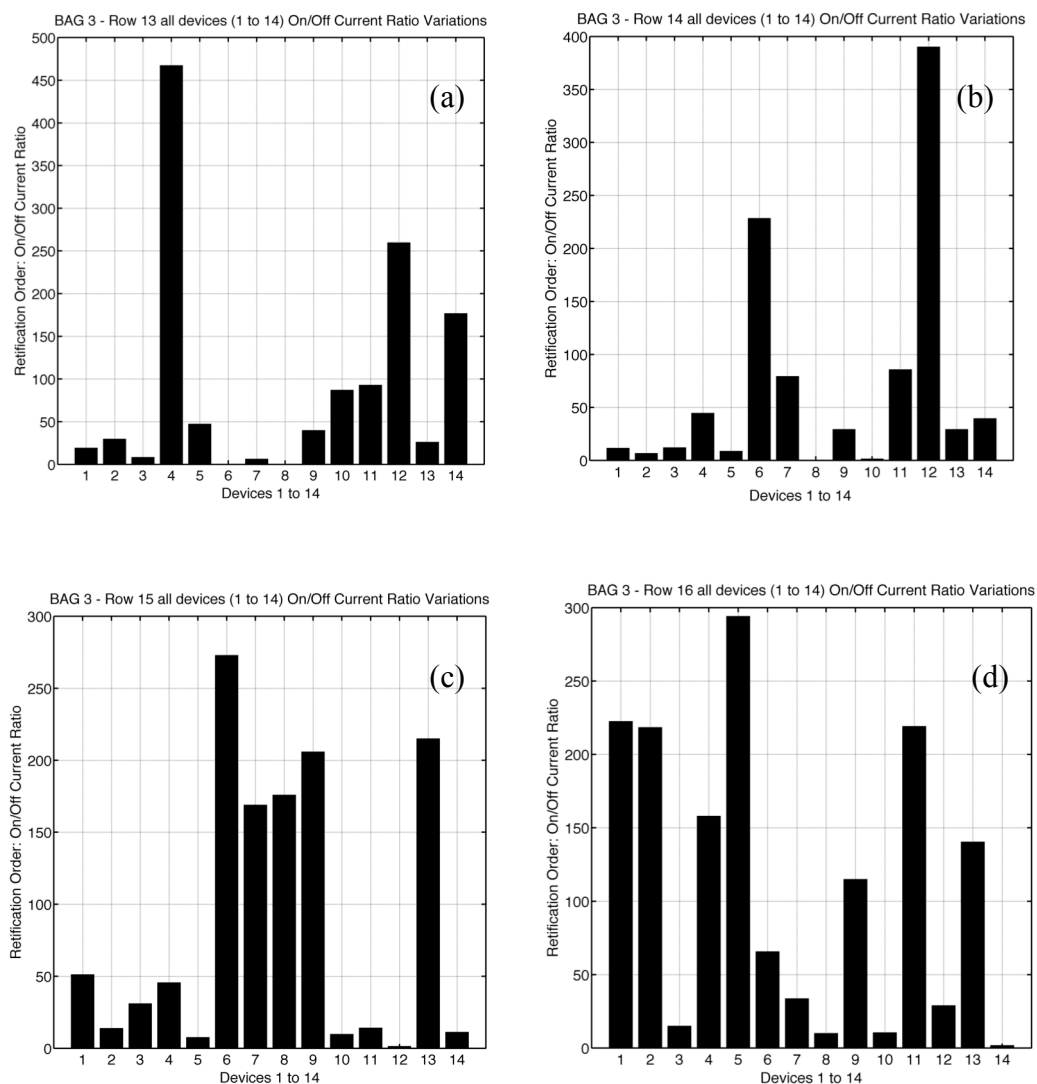 BAG 3 - Row 13 all devices (1 to 14) On/Off Current Ratio Variations
500
450
400
350
300
250
200
150
100
50
0
Retification Order: On/Off Current Ratio
(a)
1 2 3 4 5 6 7 8 9 10 11 12 13 14
Devices 1 to 14
BAG 3 - Row 14 all devices (1 to 14) On/Off Current Ratio Variations
400
350
300
250
200
150
100
50
0
Retification Order: On/Off Current Ratio
(b)
1 2 3 4 5 6 7 8 9 10 11 12 13 14
Devices 1 to 14
BAG 3 - Row 15 all devices (1 to 14) On/Off Current Ratio Variations
300
250
200
150
100
50
0
Retification Order: On/Off Current Ratio
(c)
1 2 3 4 5 6 7 8 9 10 11 12 13 14
Devices 1 to 14
BAG 3 - Row 16 all devices (1 to 14) On/Off Current Ratio Variations
300
250
200
150
100
50
0
Retification Order: On/Off Current Ratio
(d)
1 2 3 4 5 6 7 8 9 10 11 12 13 14
Devices 1 to 14